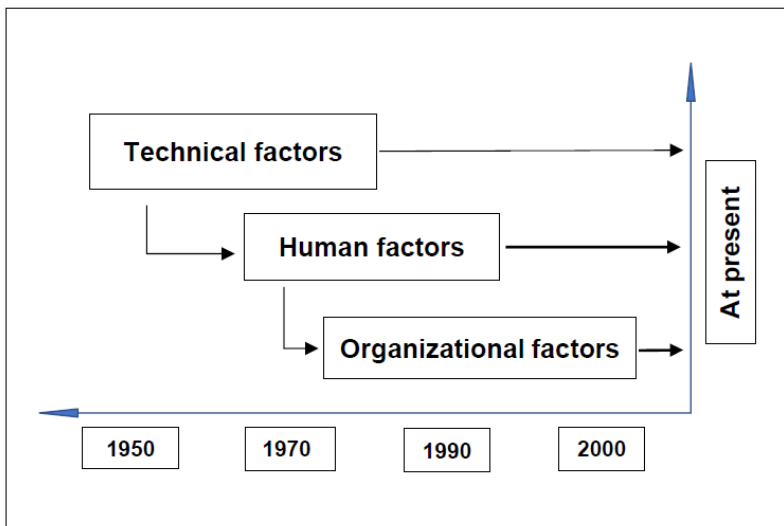 Technical factors
Human factors
Organizational factors
At present
1950
1970
1990
2000